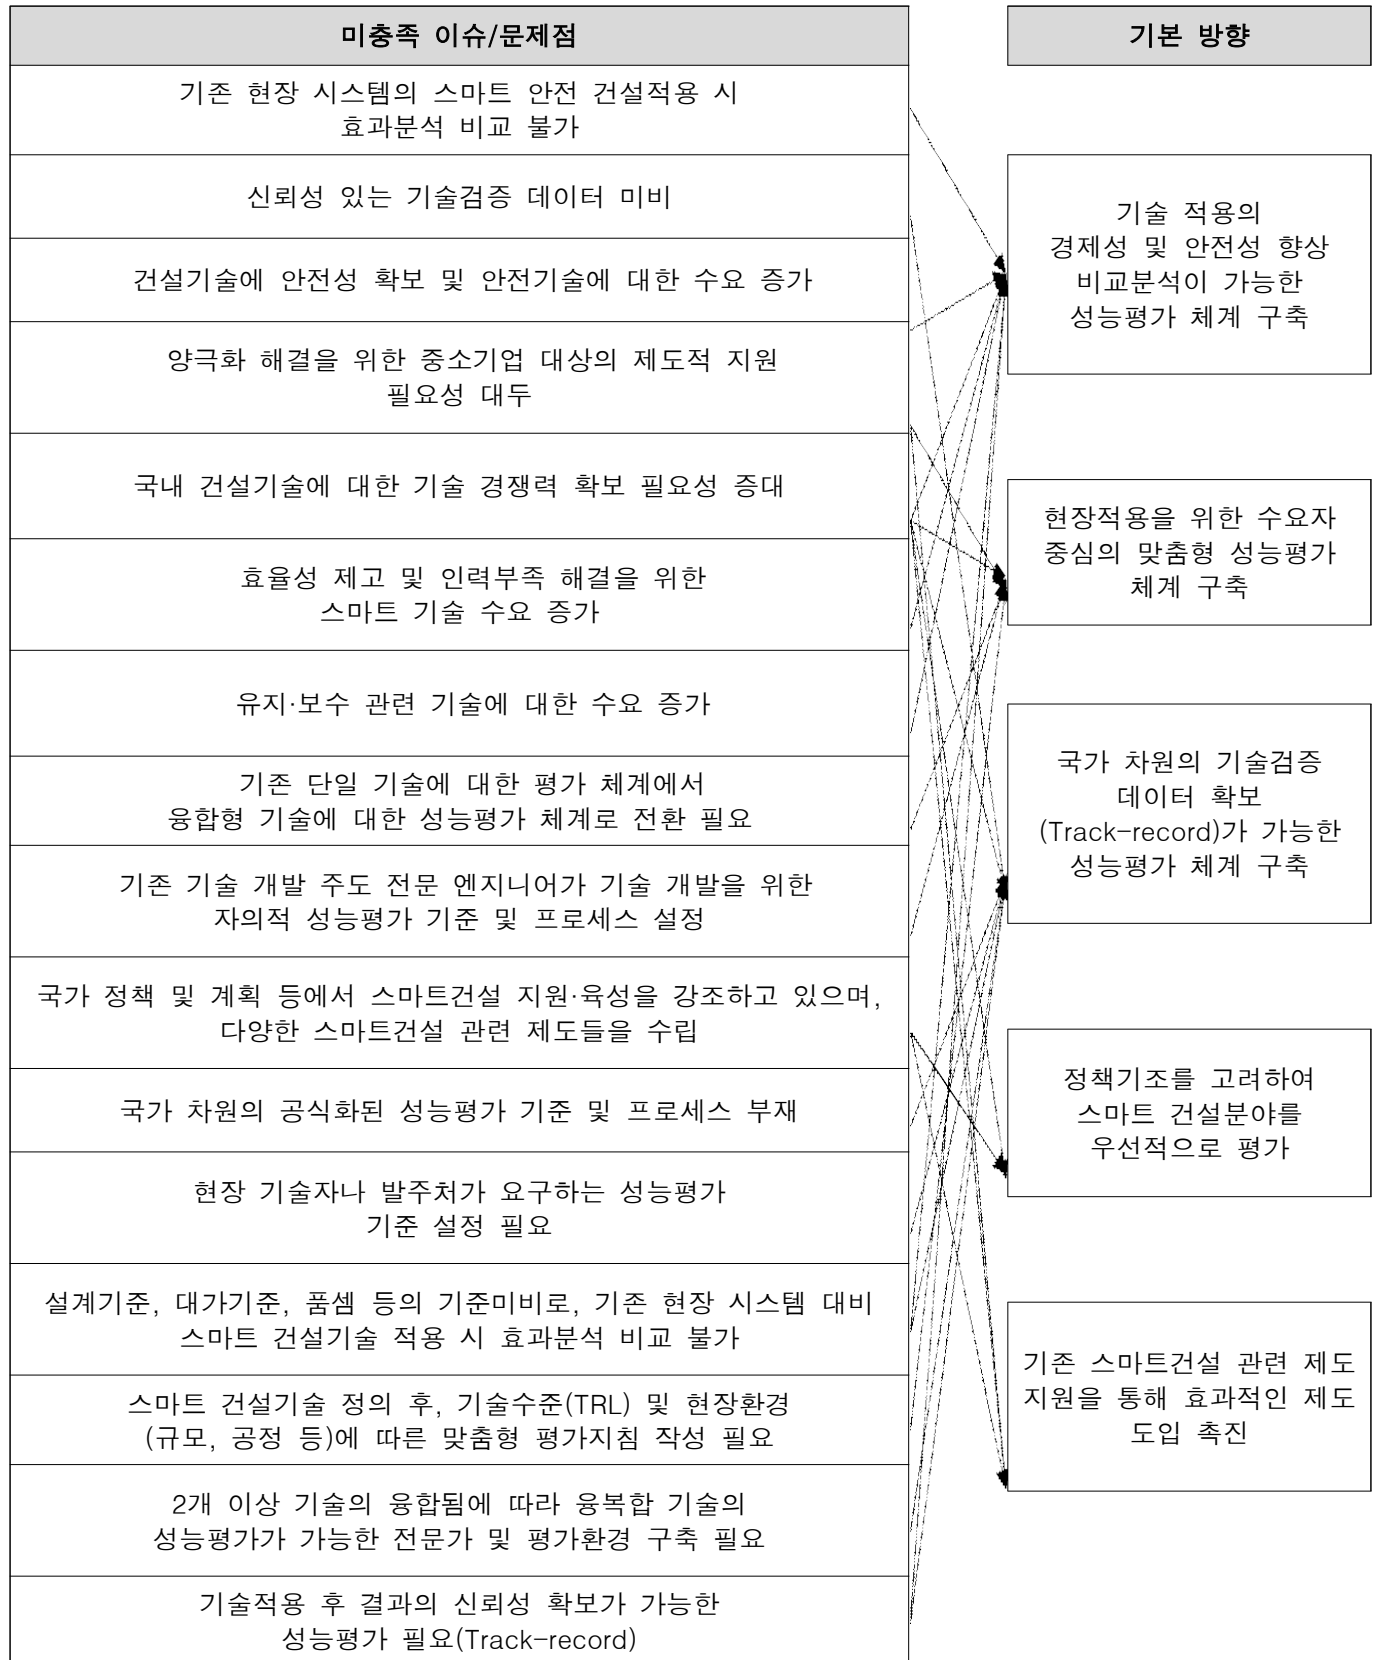 미충족 이슈/문제점
기존 현장 시스템의 스마트 안전 건설적용 시
효과분석 비교 불가
신뢰성 있는 기술검증 데이터 미비
건설기술에 안전성 확보 및 안전기술에 대한 수요 증가
양극화 해결을 위한 중소기업 대상의 제도적 지원
필요성 대두
국내 건설기술에 대한 기술 경쟁력 확보 필요성 증대
효율성 제고 및 인력부족 해결을 위한
스마트 기술 수요 증가
유지·보수 관련 기술에 대한 수요 증가
기존 단일 기술에 대한 평가 체계에서
융합형 기술에 대한 성능평가 체계로 전환 필요
기존 기술 개발 주도 전문 엔지니어가 기술 개발을 위한
자의적 성능평가 기준 및 프로세스 설정
국가 정책 및 계획 등에서 스마트건설 지원·육성을 강조하고 있으며,
다양한 스마트건설 관련 제도들을 수립
국가 차원의 공식화된 성능평가 기준 및 프로세스 부재
현장 기술자나 발주처가 요구하는 성능평가
기준 설정 필요
설계기준, 대가기준, 품셈 등의 기준미비로, 기존 현장 시스템 대비
스마트 건설기술 적용 시 효과분석 비교 불가
스마트 건설기술 정의 후, 기술수준(TRL) 및 현장환경
(규모, 공정 등)에 따른 맞춤형 평가지침 작성 필요
2개 이상 기술의 융합됨에 따라 융복합 기술의
성능평가가 가능한 전문가 및 평가환경 구축 필요
기술적용 후 결과의 신뢰성 확보가 가능한
성능평가 필요(Track-record)
기본 방향
기술 적용의
경제성 및 안전성 향상
비교분석이 가능한
성능평가 체계 구축
현장적용을 위한 수요자
중심의 맞춤형 성능평가
체계 구축
국가 차원의 기술검증
데이터 확보
(Track-record)가 가능한
성능평가 체계 구축
정책기조를 고려하여
스마트 건설분야를
우선적으로 평가
기존 스마트건설 관련 제도
지원을 통해 효과적인 제도
도입 촉진